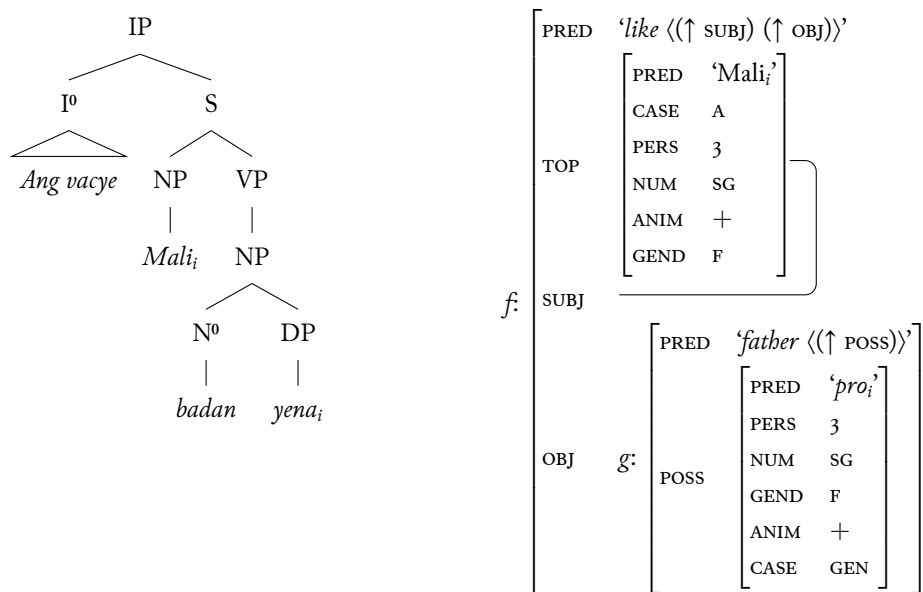 IP
I⁰ S
Ang vacye NP VP
Maliᵢ NP
N⁰ DP
badan yenaᵢ
f:
PRED ‘like ⟨(↑ SUBJ) (↑ OBJ)⟩’
TOP
PRED ‘Maliᵢ’
CASE A
PERS 3
NUM SG
ANIM +
GEND F
SUBJ
OBJ g:
PRED ‘father ⟨(↑ POSS)⟩’
POSS
PRED ‘proᵢ’
PERS 3
NUM SG
GEND F
ANIM +
CASE GEN